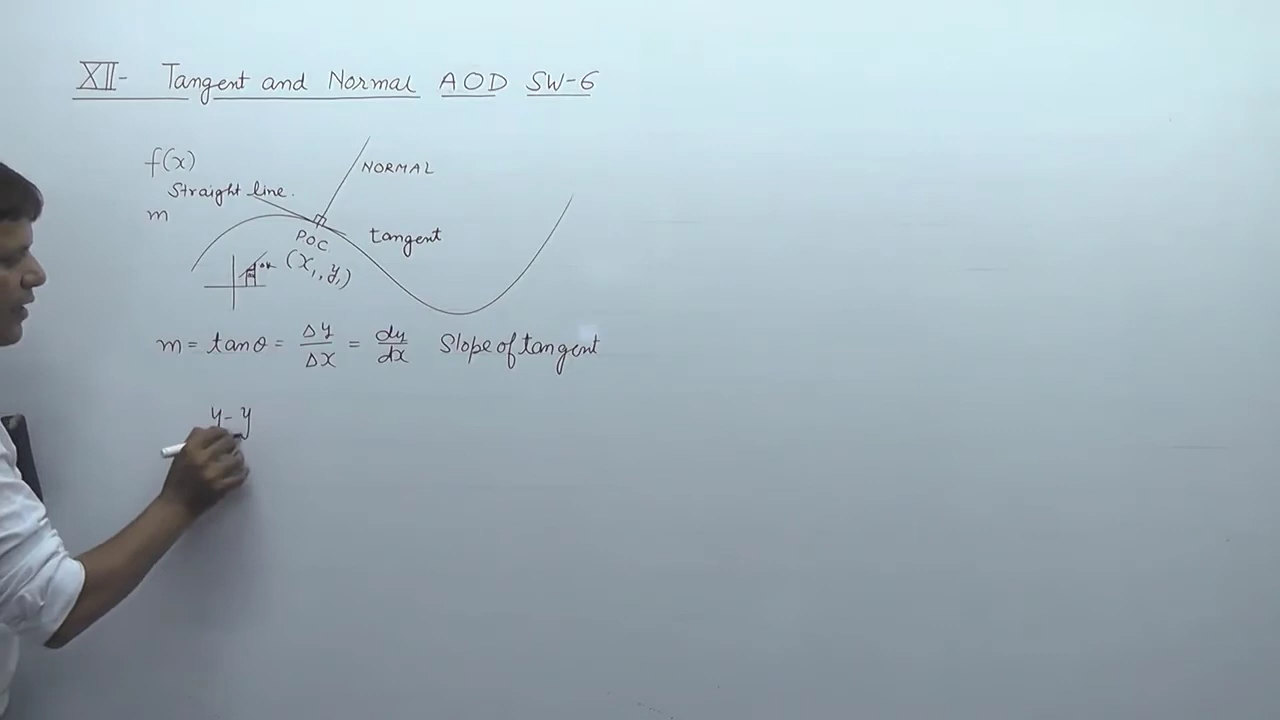 XII- Tangent and Normal AOD SW-6
f(x)
NORMAL
Straight line.
m
POC
tangent
(x₁, y₁)
m = tanθ = Δy/Δx = dy/dx Slope of tangent
y - y